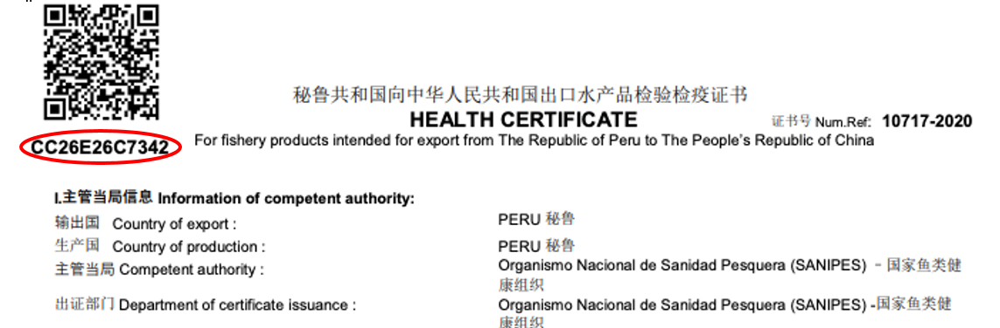 秘鲁共和国向中华人民共和国出口水产品检验检疫证书
HEALTH CERTIFICATE
证书号 Num.Ref: 10717-2020
CC26E26C7342
For fishery products intended for export from The Republic of Peru to The People's Republic of China
I.主管当局信息 Information of competent authority:
输出国 Country of export : PERU 秘鲁
生产国 Country of production : PERU 秘鲁
主管当局 Competent authority : Organismo Nacional de Sanidad Pesquera (SANIPES) - 国家鱼类健
康组织
出证部门 Department of certificate issuance : Organismo Nacional de Sanidad Pesquera (SANIPES) -国家鱼类健
康组织